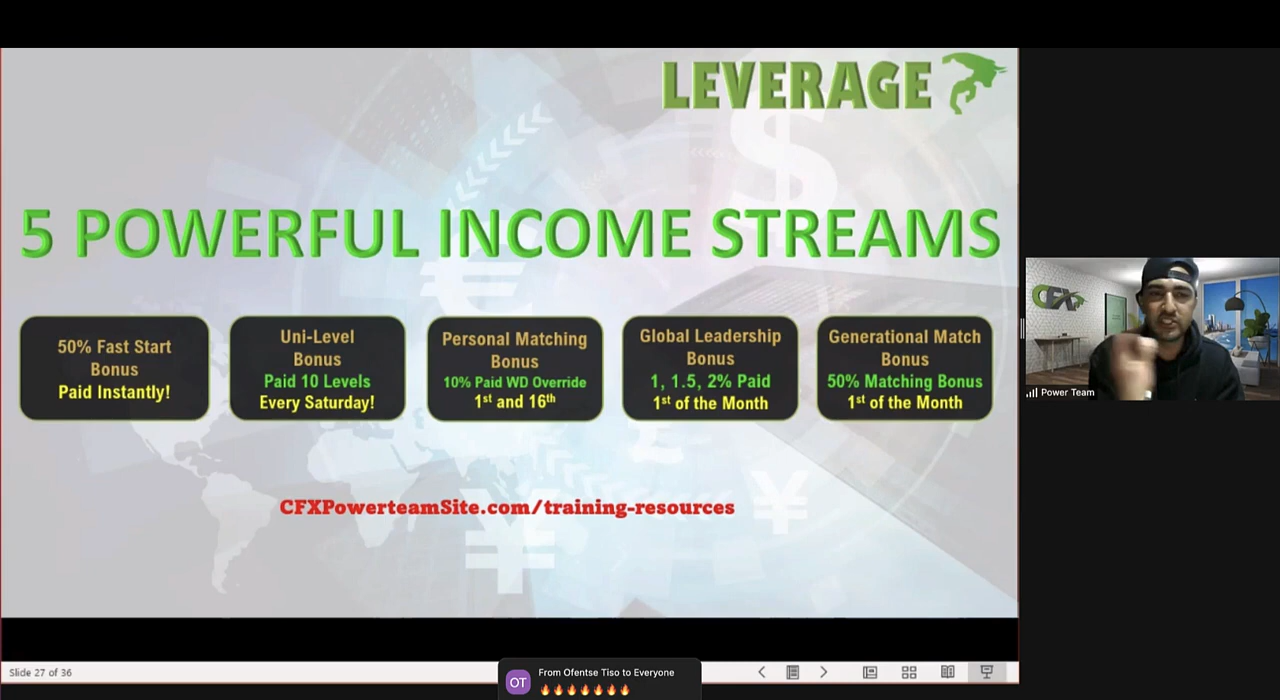 LEVERAGE
5 POWERFUL INCOME STREAMS
50% Fast Start
Bonus
Paid Instantly!
Uni-Level
Bonus
Paid 10 Levels
Every Saturday!
Personal Matching
Bonus
10% Paid WD Override
1st and 16th
Global Leadership
Bonus
1, 1.5, 2% Paid
1st of the Month
Generational Match
Bonus
50% Matching Bonus
1st of the Month
CFXPowerteamSite.com/training-resources
CFX
Power Team
Slide 27 of 36
OT
From Ofentse Tiso to Everyone
🔥🔥🔥🔥🔥🔥🔥